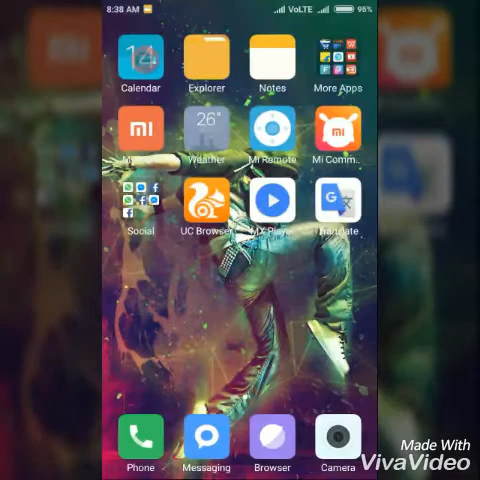 8:38 AM VoLTE 95%
14
Calendar Explorer Notes More Apps
26°
Weather Mi Remote Mi Comm..
Social UC Browser MX Player Translate
Phone Messaging Browser Camera
Made With
VivaVideo